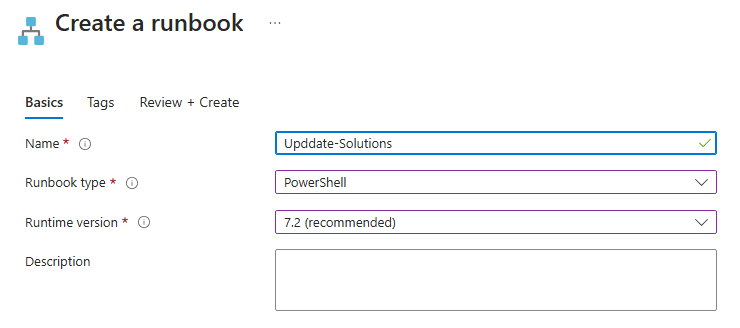 Create a runbook ...
Basics Tags Review + Create
Name * Upddate-Solutions
Runbook type * PowerShell
Runtime version * 7.2 (recommended)
Description